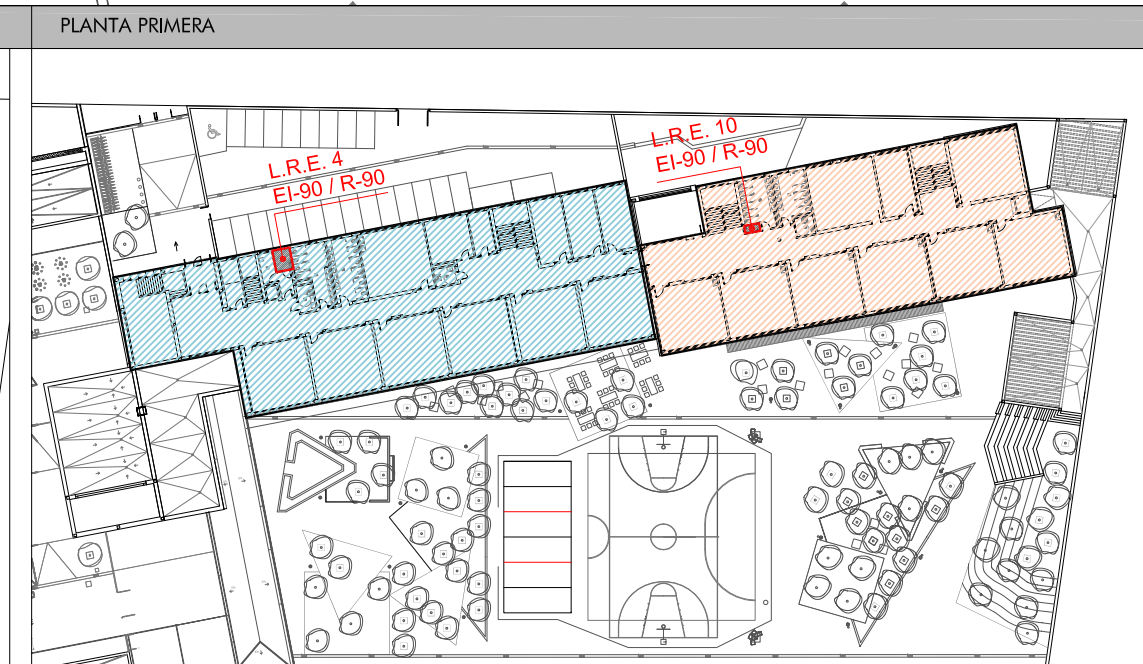 PLANTA PRIMERA
L.R.E. 4
EI-90 / R-90
L.R.E. 10
EI-90 / R-90